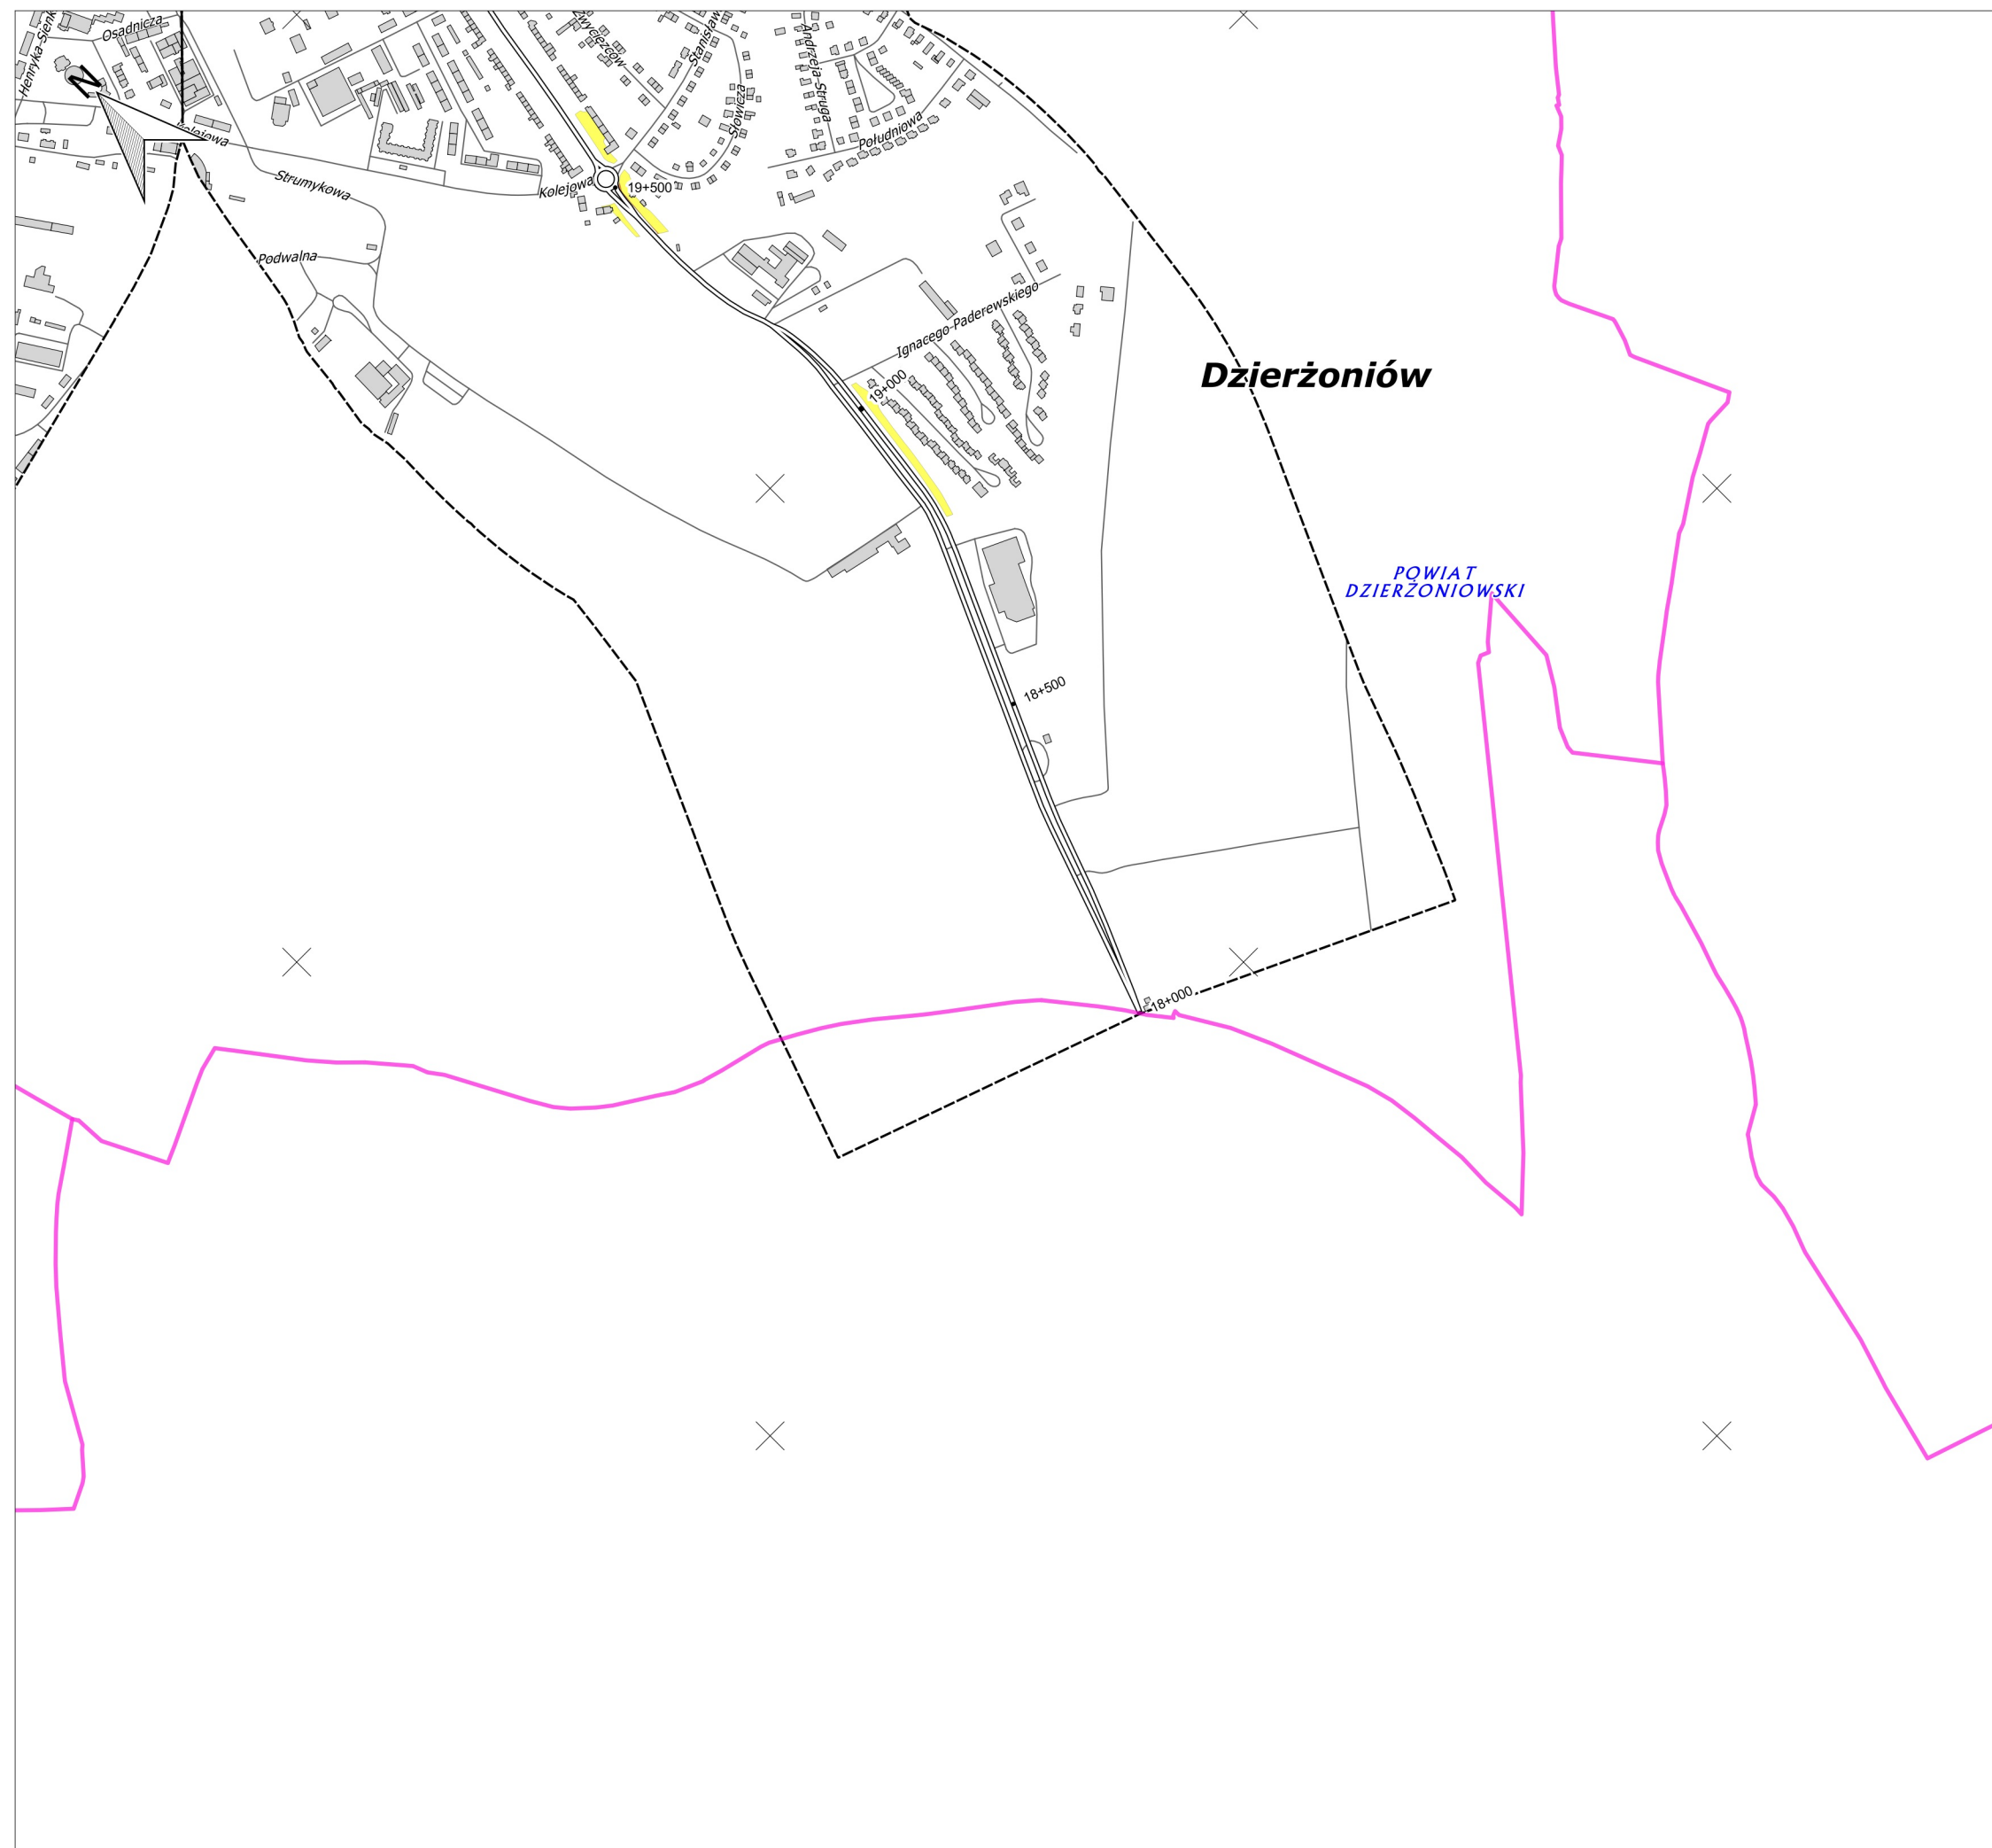 Osadnicza
Henryka-Sienk
Zwycięzców
Stanisław
Andrzeja-Struga
Słowicza
Południowa
N
Kolejowa
Strumykowa
Kolejowa
19+500
Podwalna
Ignacego-Paderewskiego
19+000
Dzierżoniów
POWIAT
DZIERŻONIOWSKI
18+500
18+000